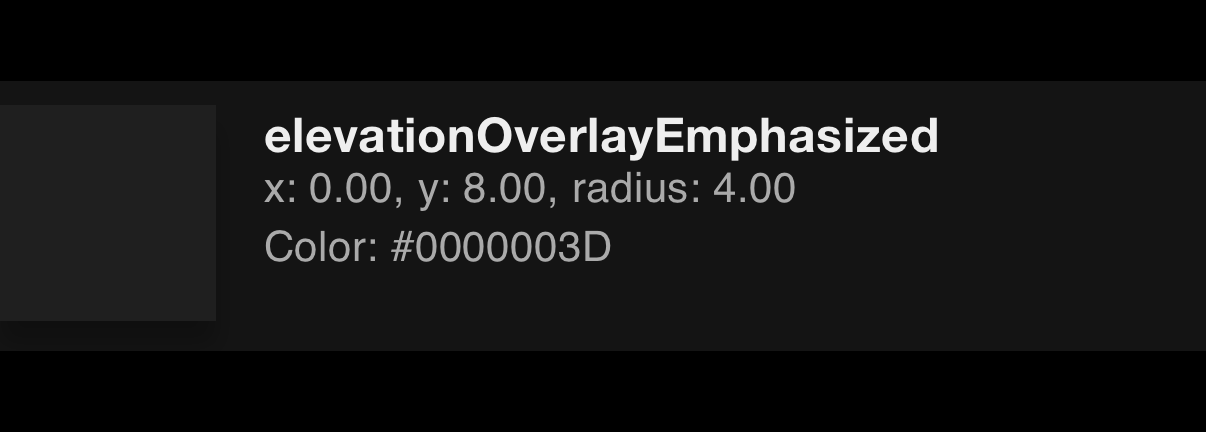 elevationOverlayEmphasized
x: 0.00, y: 8.00, radius: 4.00
Color: #0000003D